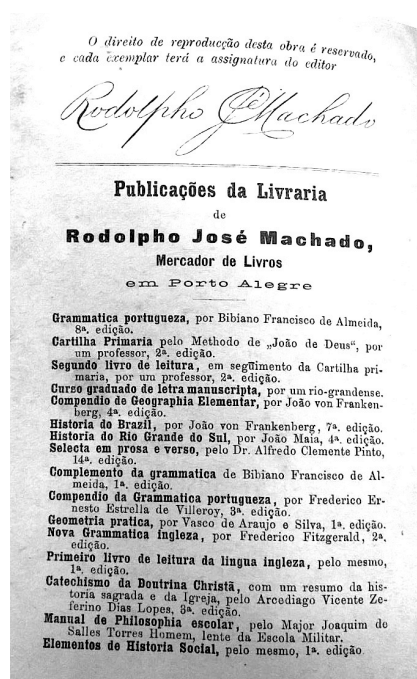 O direito de reproducção desta obra é reservado,
e cada exemplar terá a assignatura do editor
Rodolpho Jé Machado
Publicações da Livraria
de
Rodolpho José Machado,
Mercador de Livros
em Porto Alegre
Grammatica portugueza, por Bibiano Francisco de Almeida,
8ª. edição.
Cartilha Primaria pelo Methodo de „João de Deus“, por
um professor, 2ª. edição.
Segundo livro de leitura, em seguimento da Cartilha pri-
maria, por um professor, 2ª. edição.
Curso graduado de letra manuscripta, por um rio-grandense.
Compendio de Geographia Elementar, por João von Franken-
berg, 4ª. edição.
Historia do Brazil, por João von Frankenberg, 7ª. edição.
Historia do Rio Grande do Sul, por João Maia, 4ª. edição.
Selecta em prosa e verso, pelo Dr. Alfredo Clemente Pinto,
14ª. edição.
Complemento da grammatica de Bibiano Francisco de Al-
meida, 1ª. edição.
Compendio da Grammatica portugueza, por Frederico Er-
nesto Estrella de Villeroy, 3ª. edição.
Geometria pratica, por Vasco de Araujo e Silva, 1ª. edição.
Nova Grammatica ingleza, por Frederico Fitzgerald, 2ª.
edição.
Primeiro livro de leitura da lingua ingleza, pelo mesmo,
1ª. edição.
Catechismo da Doutrina Christã, com um resumo da his-
toria sagrada e da Igreja, pelo Arcediago Vicente Ze-
ferino Dias Lopes, 3ª. edição.
Manual de Philosophia escolar, pelo Major Joaquim de
Salles Torres Homem, lente da Escola Militar.
Elementos de Historia Social, pelo mesmo, 1ª. edição